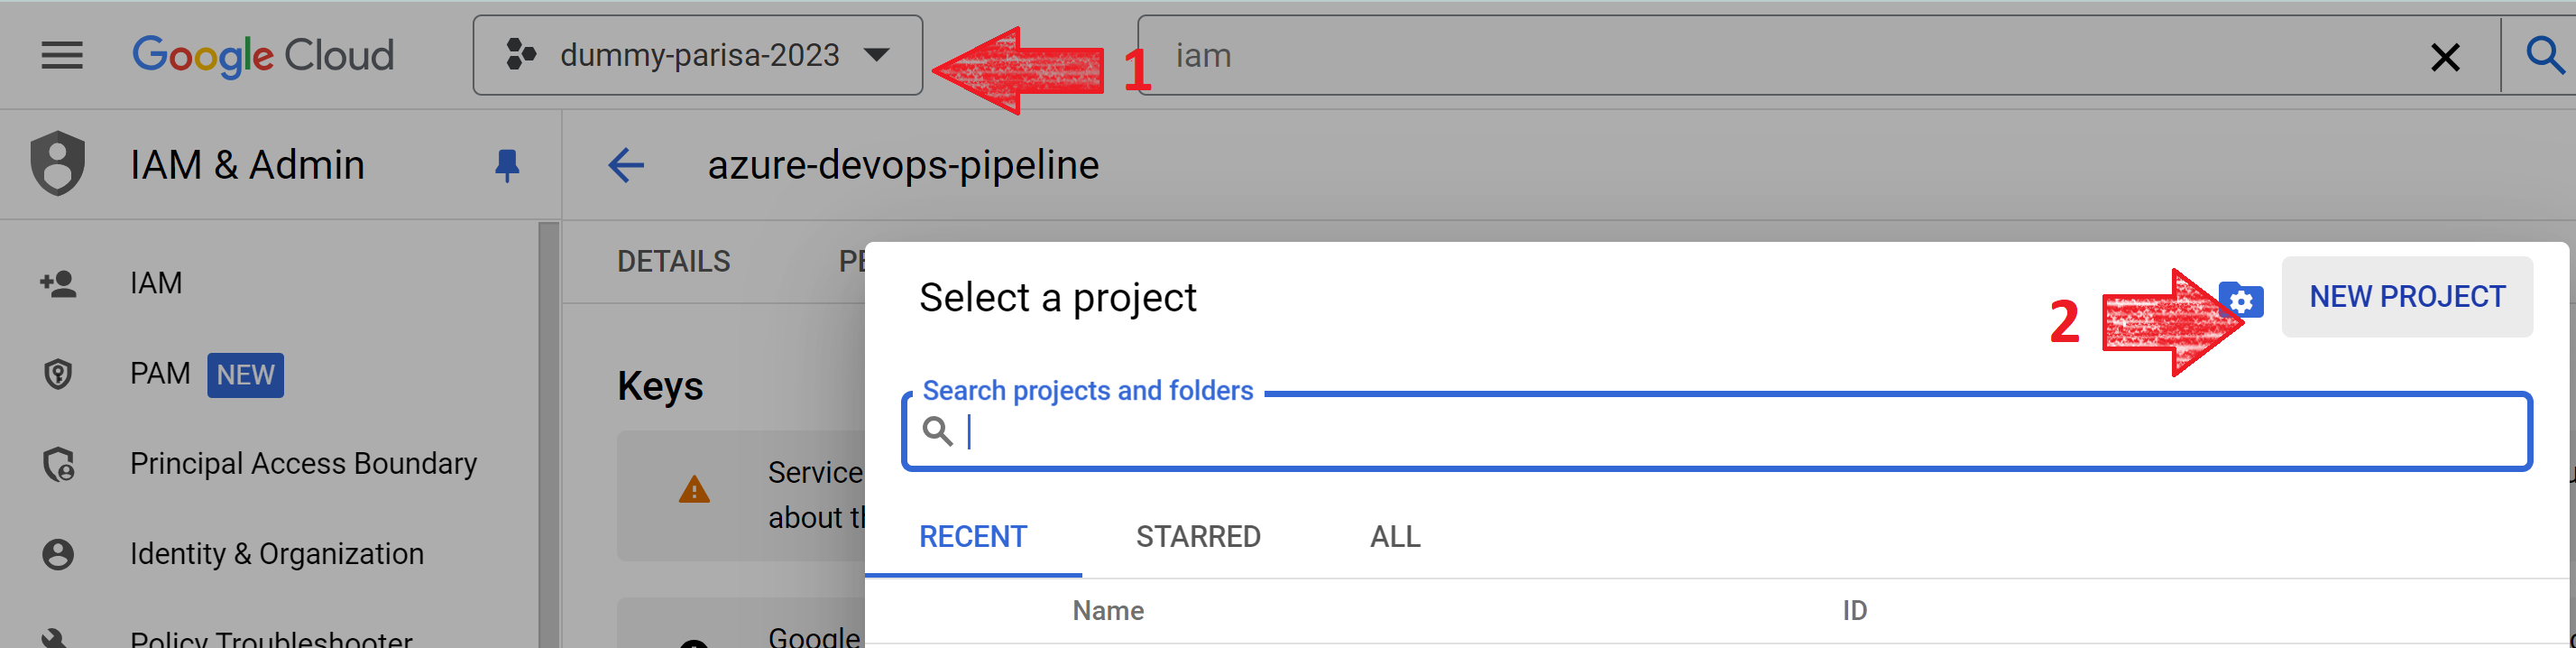 Google Cloud
dummy-parisa-2023
1
iam
IAM & Admin
azure-devops-pipeline
IAM
PAM NEW
Principal Access Boundary
Identity & Organization
Policy Troubleshooter
DETAILS
Keys
Service
about
Google
Select a project
2
NEW PROJECT
Search projects and folders
RECENT STARRED ALL
Name ID